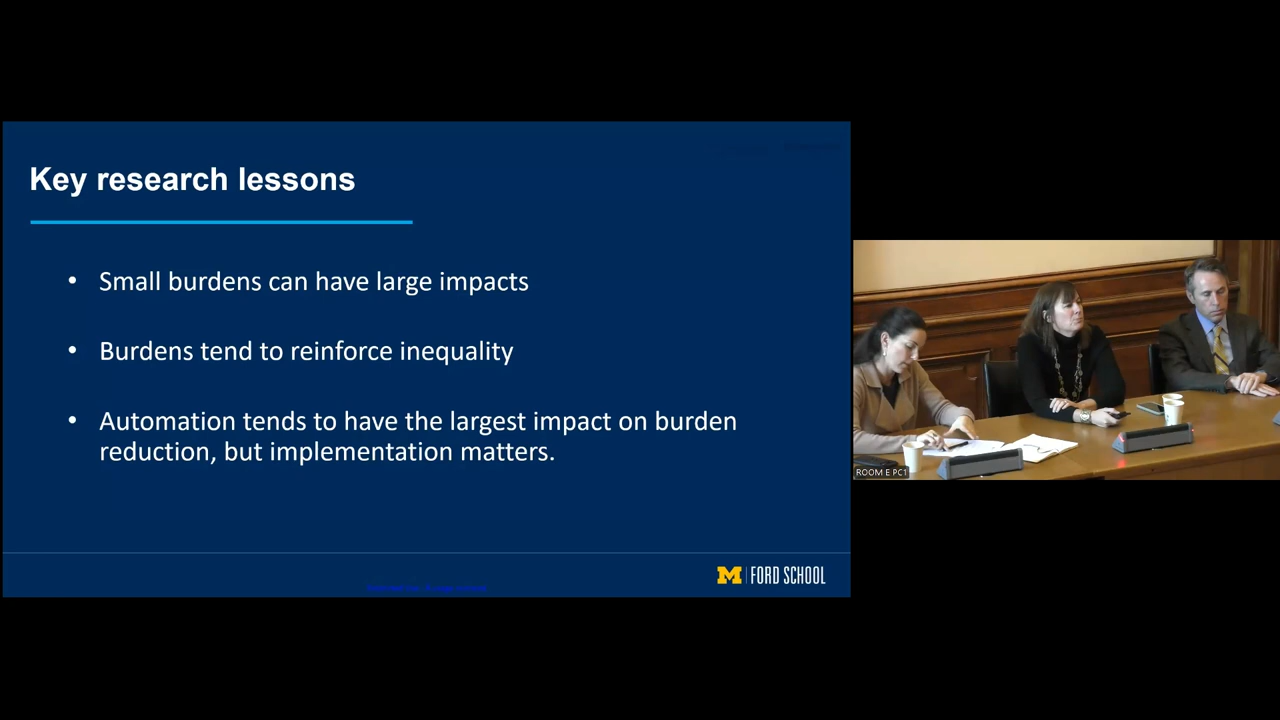 Key research lessons
• Small burdens can have large impacts
• Burdens tend to reinforce inequality
• Automation tends to have the largest impact on burden
reduction, but implementation matters.
M | FORD SCHOOL
ROOM E PC1